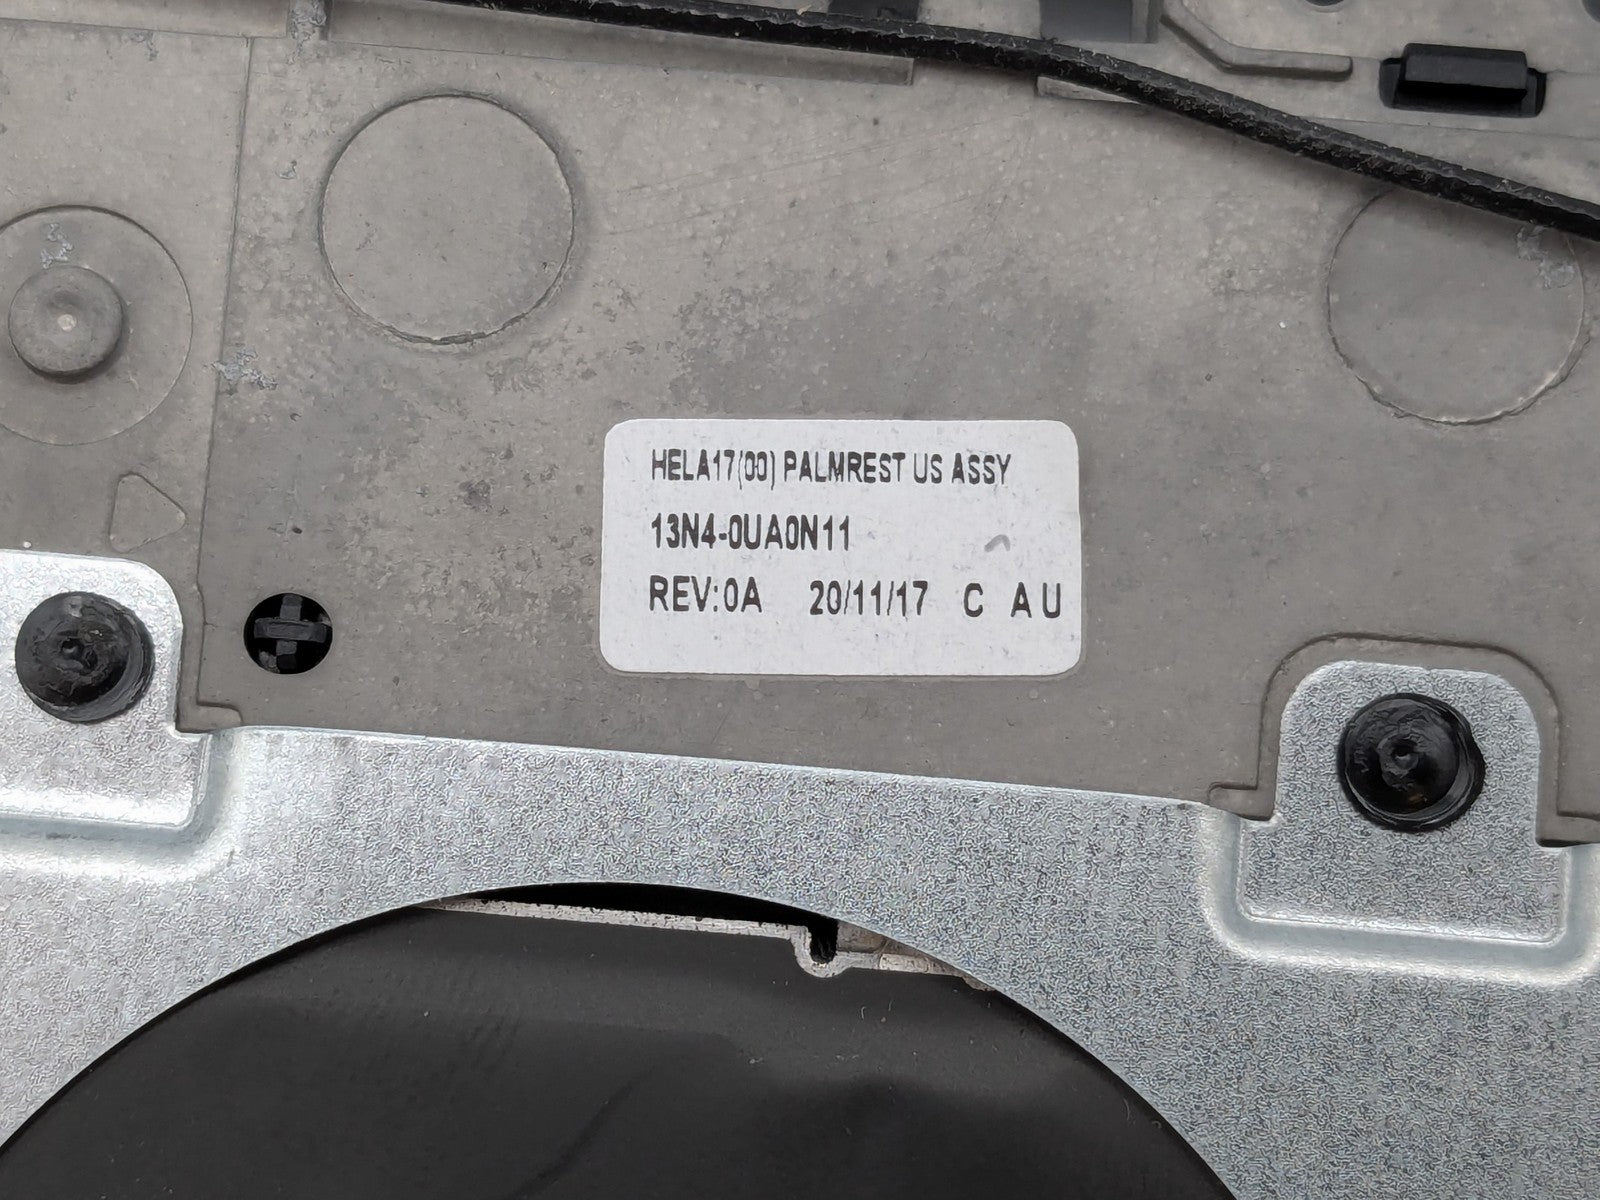 HELA17(00) PALMREST US ASSY
13N4-0UA0N11
REV:0A 20/11/17 C A U